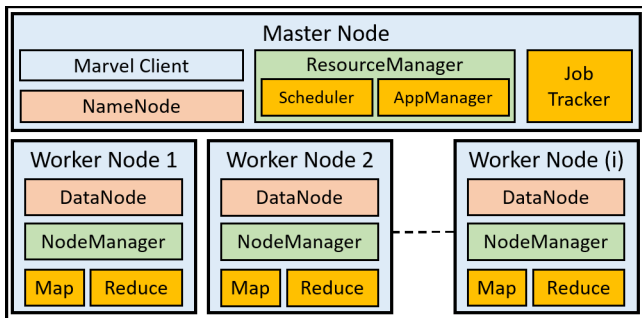 Master Node
Marvel Client
NameNode
ResourceManager
Scheduler
AppManager
Job
Tracker
Worker Node 1
DataNode
NodeManager
Map
Reduce
Worker Node 2
DataNode
NodeManager
Map
Reduce
Worker Node (i)
DataNode
NodeManager
Map
Reduce